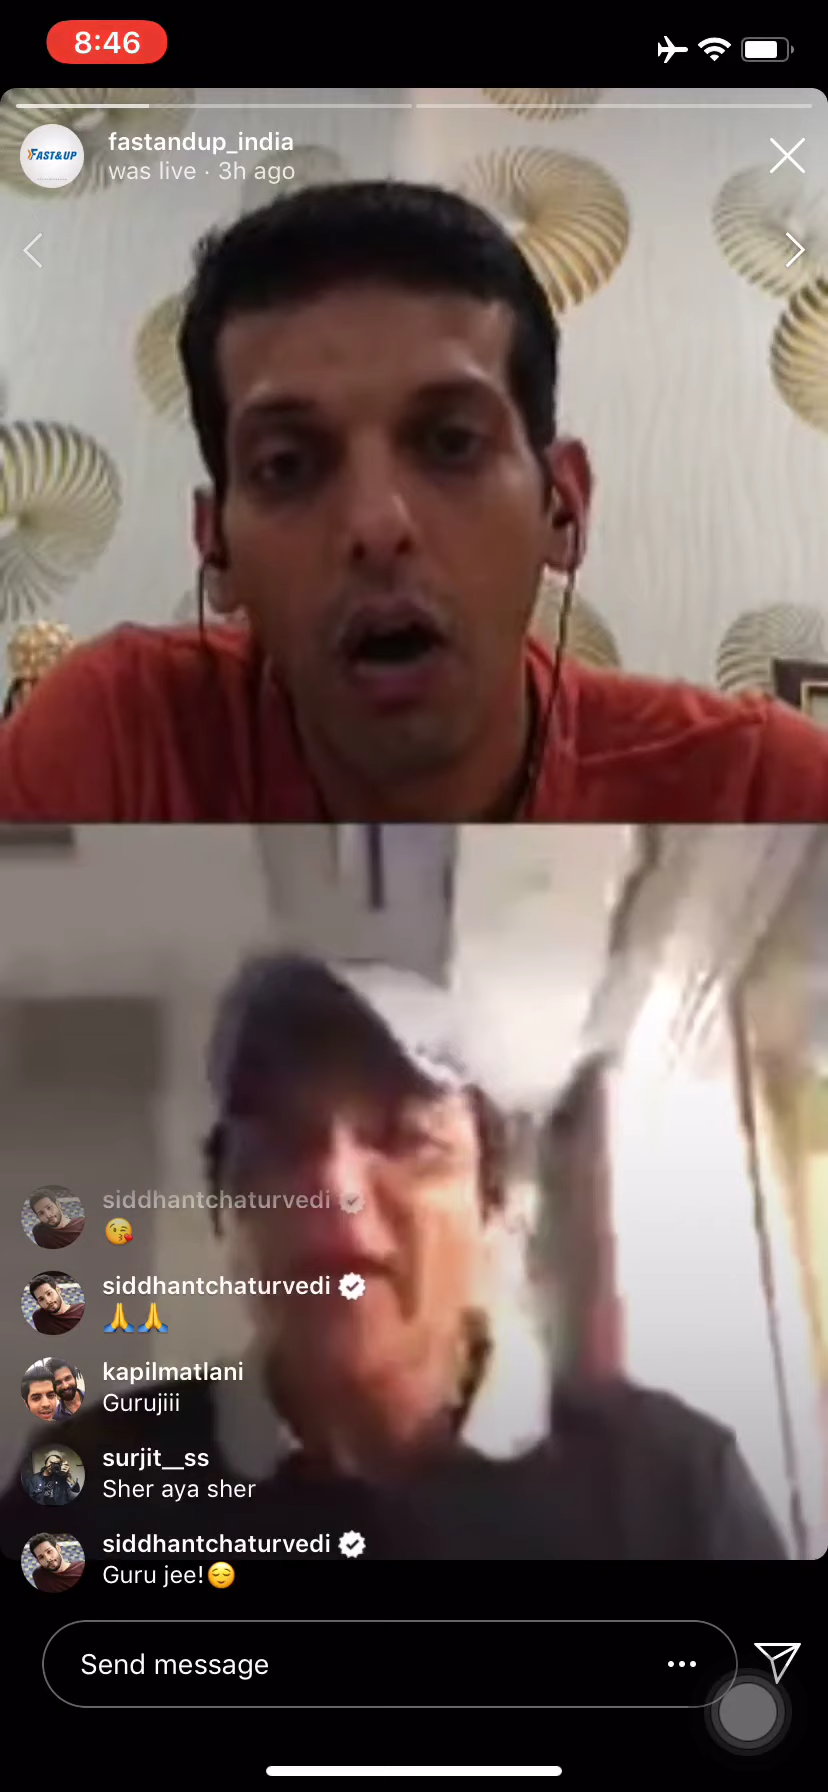 8:46
FAST&UP
fastandup_india
was live · 3h ago
siddhantchaturvedi
😘
siddhantchaturvedi
🙏🙏
kapilmatlani
Gurujiii
surjit__ss
Sher aya sher
siddhantchaturvedi
Guru jee!😌
Send message